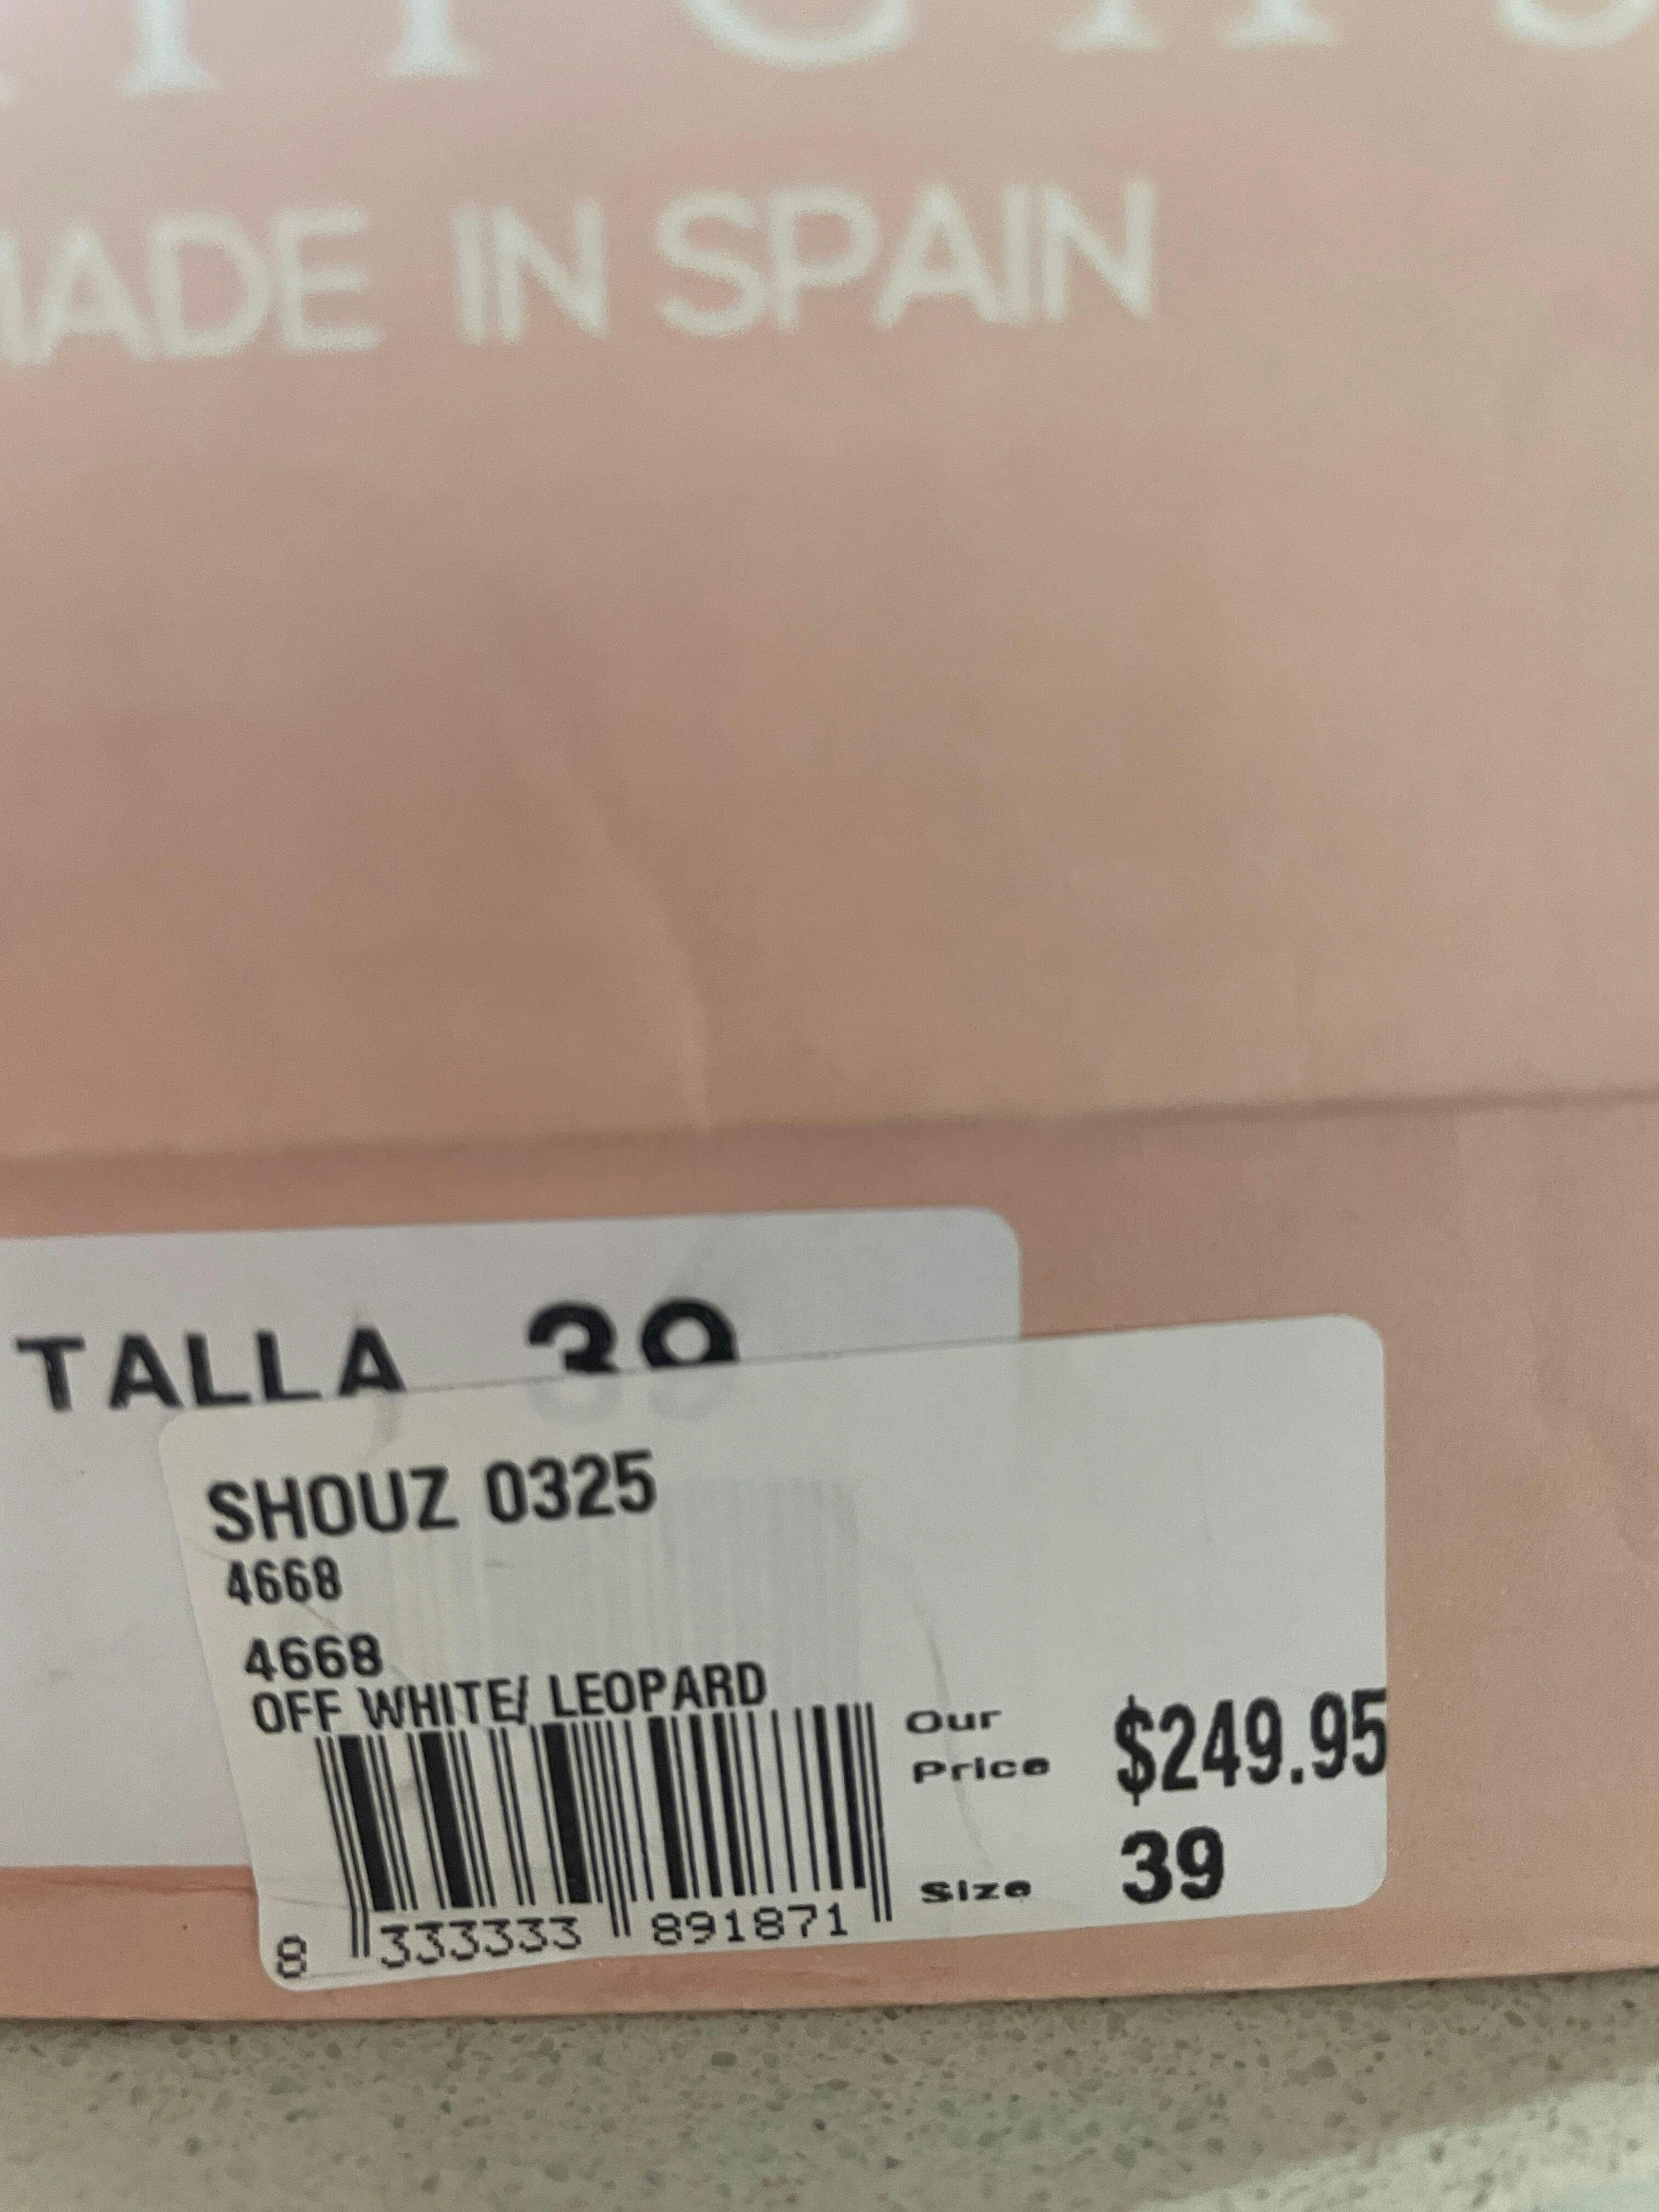 MADE IN SPAIN
TALLA 39
SHOUZ 0325
4668
4668
OFF WHITE/ LEOPARD
Our Price $249.95
Size 39
8 333333 891871